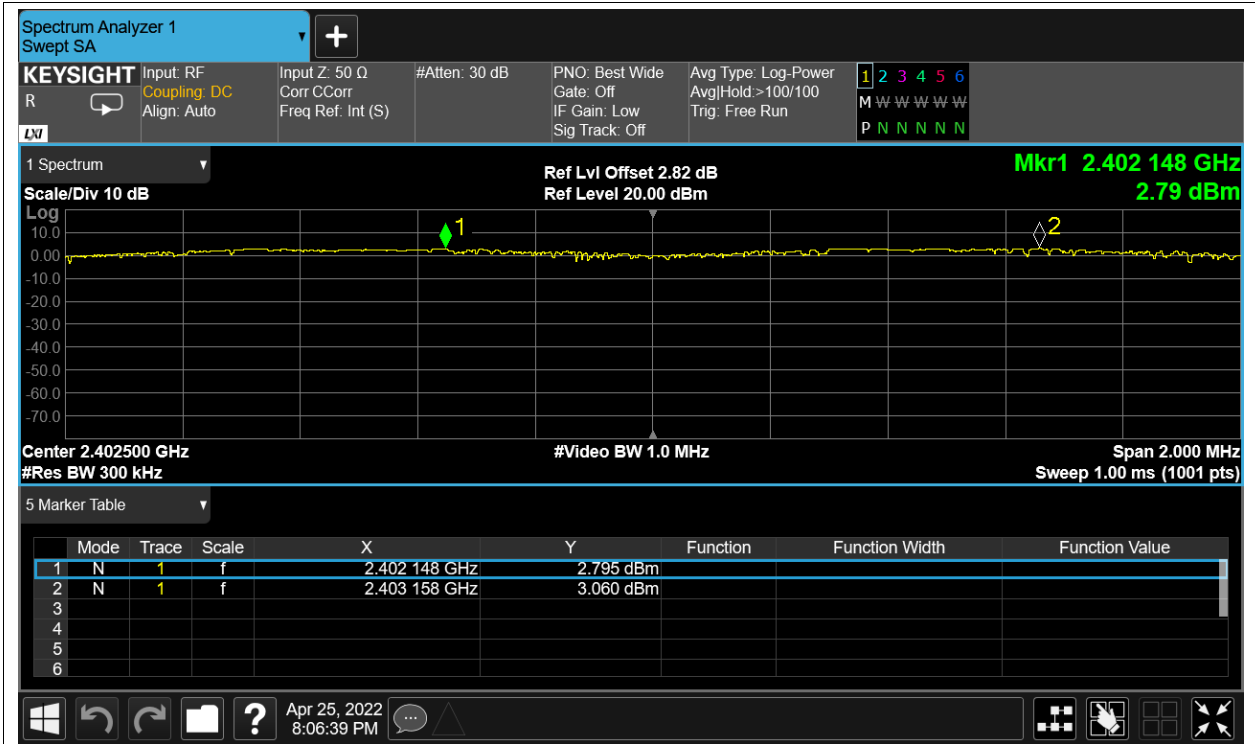 Spectrum Analyzer 1
Swept SA
KEYSIGHT
R
LXI
Input: RF
Coupling: DC
Align: Auto
Input Z: 50 Ω
Corr CCorr
Freq Ref: Int (S)
#Atten: 30 dB
PNO: Best Wide
Gate: Off
IF Gain: Low
Sig Track: Off
Avg Type: Log-Power
Avg|Hold:>100/100
Trig: Free Run
1 2 3 4 5 6
M W W W W W
P N N N N N
1 Spectrum
Scale/Div 10 dB
Ref Lvl Offset 2.82 dB
Ref Level 20.00 dBm
Mkr1 2.402 148 GHz
2.79 dBm
Log
10.0
0.00
-10.0
-20.0
-30.0
-40.0
-50.0
-60.0
-70.0
1
2
Center 2.402500 GHz
#Res BW 300 kHz
#Video BW 1.0 MHz
Span 2.000 MHz
Sweep 1.00 ms (1001 pts)
5 Marker Table
Mode Trace Scale X Y Function Function Width Function Value
1 N 1 f 2.402 148 GHz 2.795 dBm
2 N 1 f 2.403 158 GHz 3.060 dBm
3
4
5
6
?
Apr 25, 2022
8:06:39 PM